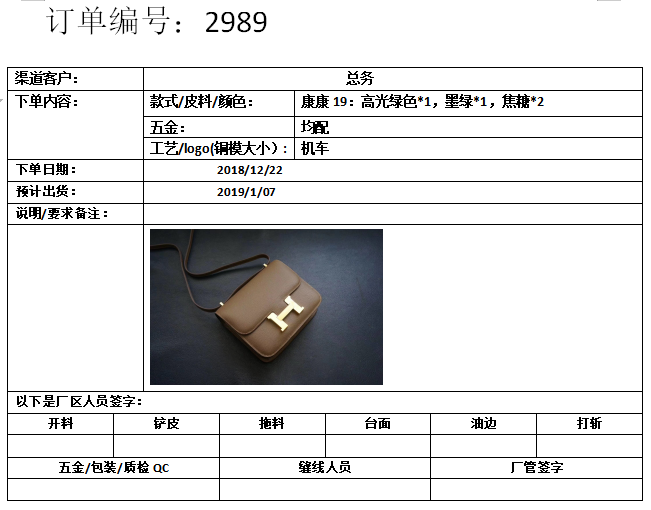 订单编号：2989
渠道客户： 总务
下单内容： 款式/皮料/颜色： 康康 19：高光绿色*1，墨绿*1，焦糖*2
五金： 均配
工艺/logo(铜模大小）: 机车
下单日期： 2018/12/22
预计出货： 2019/1/07
说明/要求备注：
以下是厂区人员签字：
开料 铲皮 拖料 台面 油边 打斩
五金/包装/质检 QC 缝线人员 厂管签字